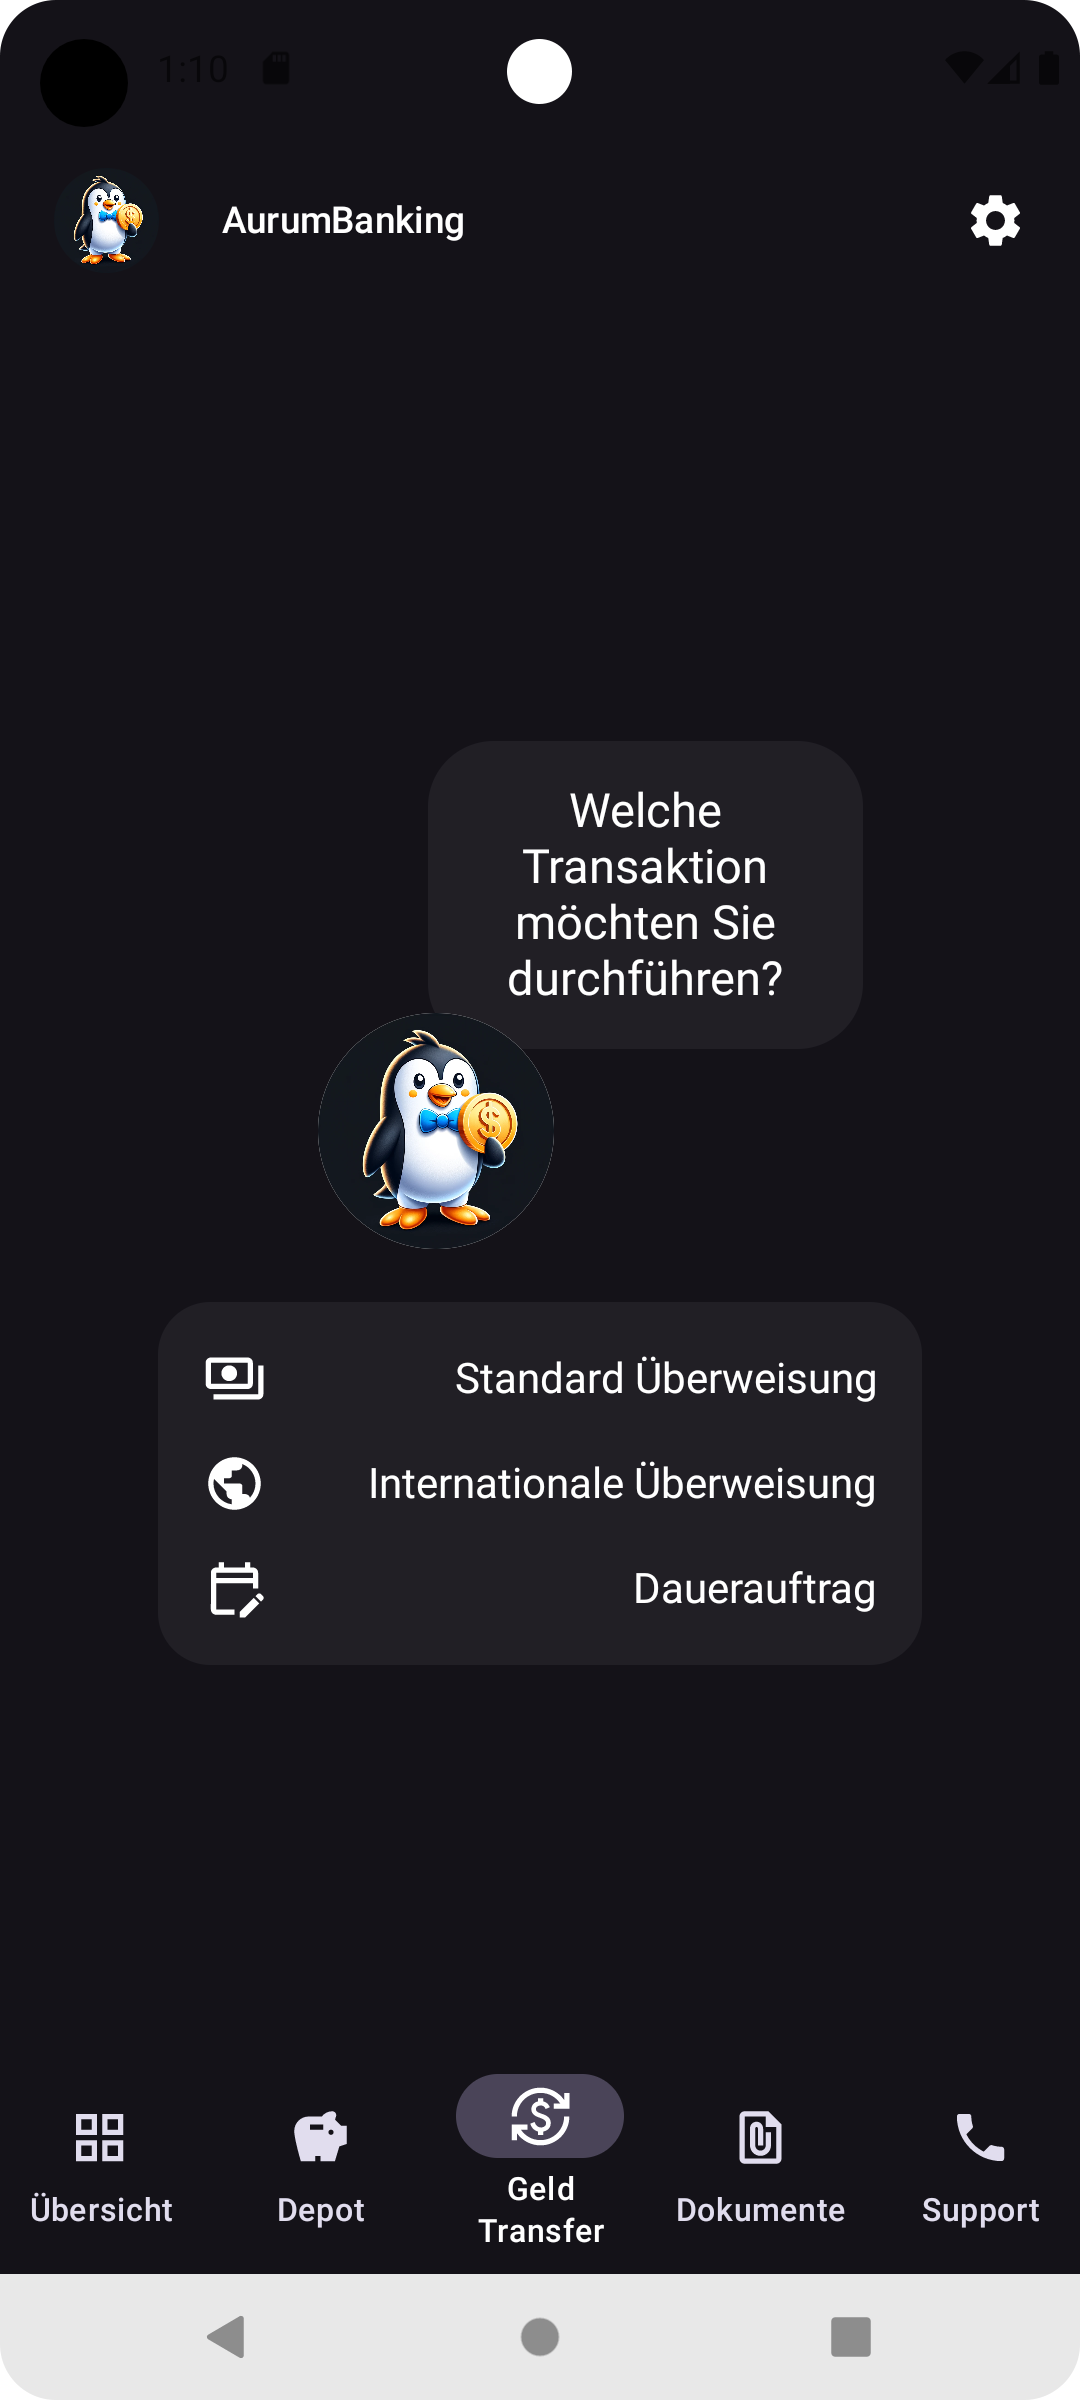 1:10
AurumBanking
Welche
Transaktion
möchten Sie
durchführen?
$
Standard Überweisung
Internationale Überweisung
Dauerauftrag
Übersicht
Depot
Geld
Transfer
Dokumente
Support